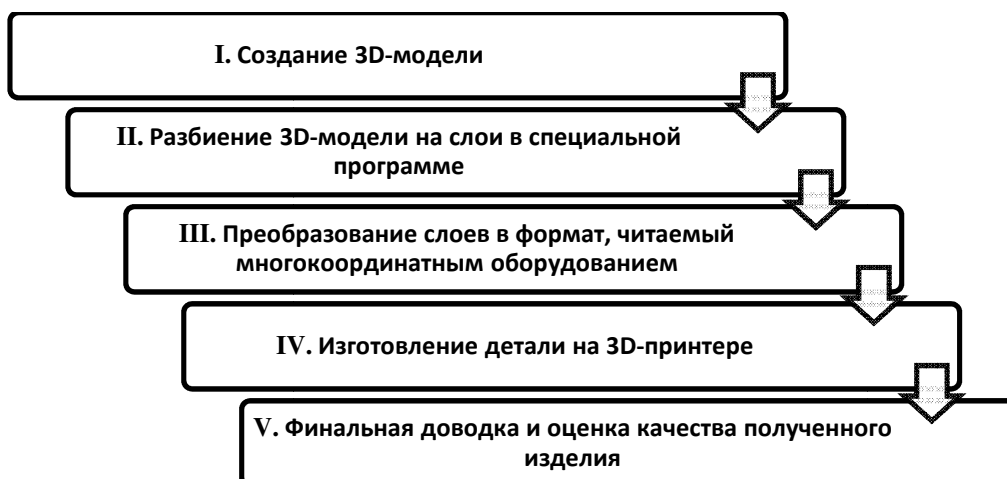 I. Создание 3D-модели
II. Разбиение 3D-модели на слои в специальной
программе
III. Преобразование слоев в формат, читаемый
многокоординатным оборудованием
IV. Изготовление детали на 3D-принтере
V. Финальная доводка и оценка качества полученного
изделия